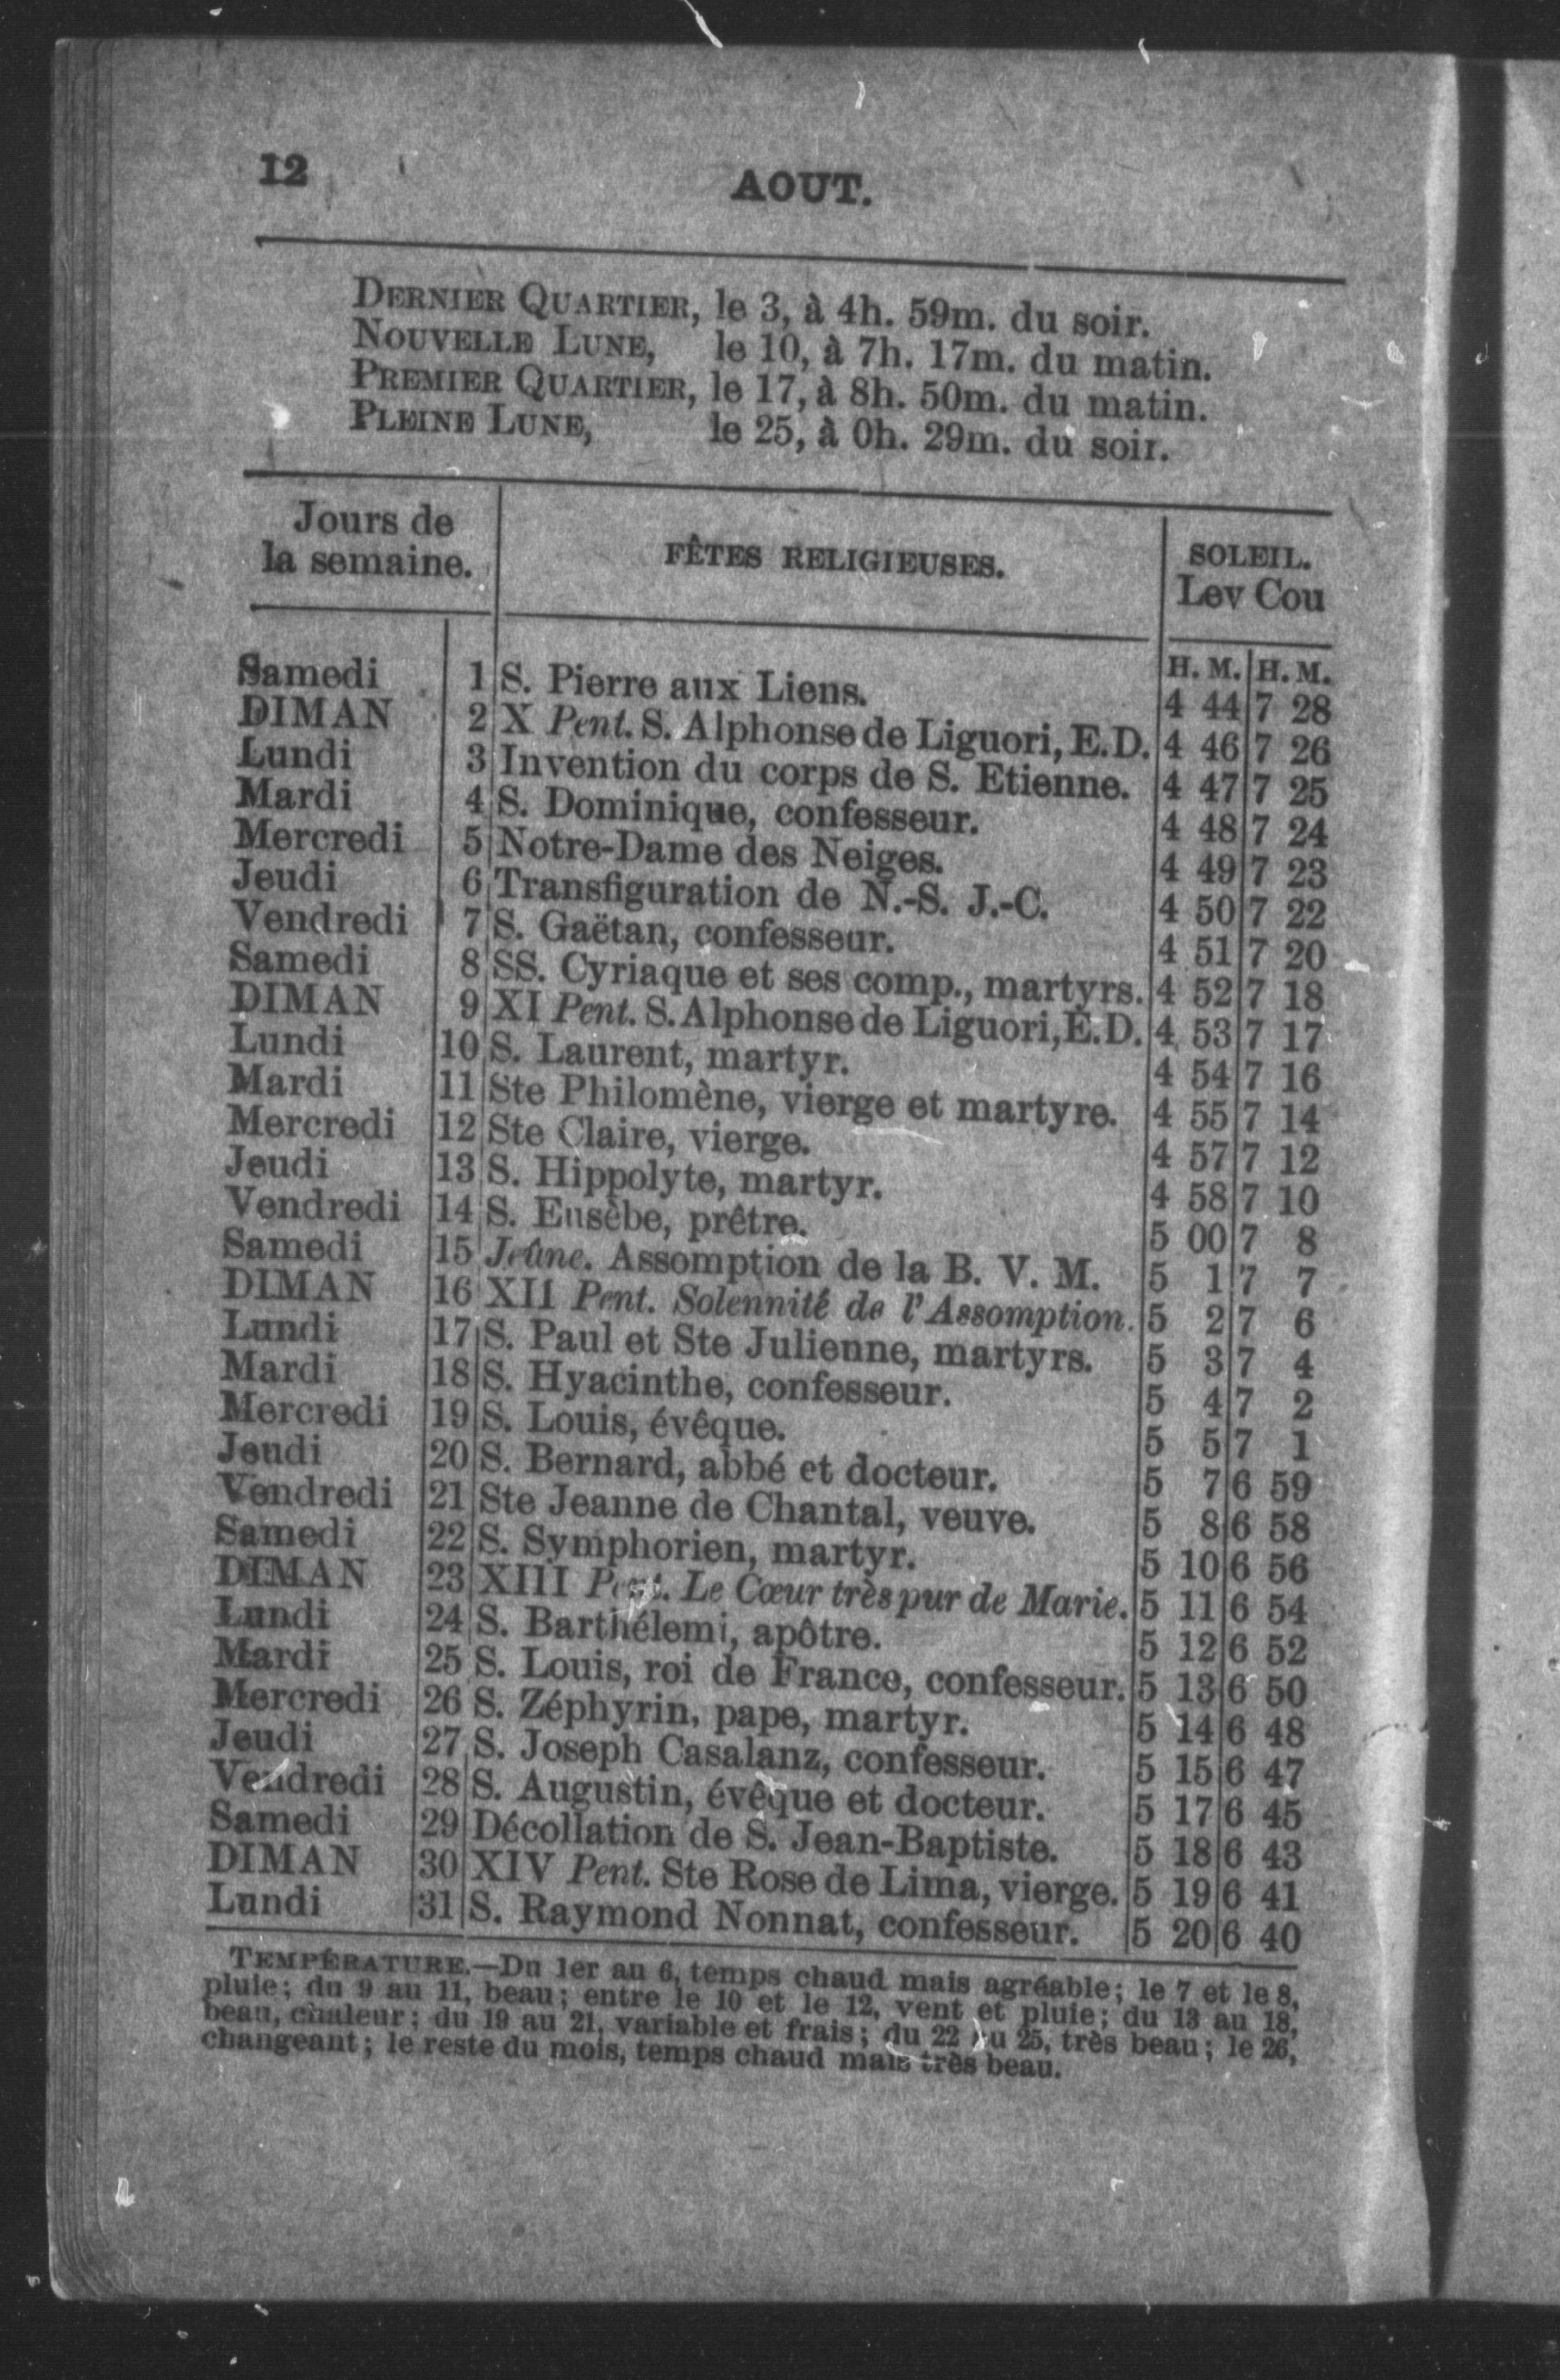 12
AOUT.
DERNIER QUARTIER, le 3, à 4h. 59m. du soir.
NOUVELLE LUNE, le 10, à 7h. 17m. du matin.
PREMIER QUARTIER, le 17, à 8h. 50m. du matin.
PLEINE LUNE, le 25, à 0h. 29m. du soir.
Jours de la semaine. FÊTES RELIGIEUSES. SOLEIL.
Lev Cou
H. M. H. M.
Samedi 1 S. Pierre aux Liens. 4 44 7 28
DIMAN 2 X Pent. S. Alphonse de Liguori, E.D. 4 46 7 26
Lundi 3 Invention du corps de S. Etienne. 4 47 7 25
Mardi 4 S. Dominique, confesseur. 4 48 7 24
Mercredi 5 Notre-Dame des Neiges. 4 49 7 23
Jeudi 6 Transfiguration de N.-S. J.-C. 4 50 7 22
Vendredi 7 S. Gaëtan, confesseur. 4 51 7 20
Samedi 8 SS. Cyriaque et ses comp., martyrs. 4 52 7 18
DIMAN 9 XI Pent. S. Alphonse de Liguori, E.D. 4 53 7 17
Lundi 10 S. Laurent, martyr. 4 54 7 16
Mardi 11 Ste Philomène, vierge et martyre. 4 55 7 14
Mercredi 12 Ste Claire, vierge. 4 57 7 12
Jeudi 13 S. Hippolyte, martyr. 4 58 7 10
Vendredi 14 S. Eusèbe, prêtre. 5 00 7 8
Samedi 15 Jeûne. Assomption de la B. V. M. 5 1 7 7
DIMAN 16 XII Pent. Solennité de l'Assomption. 5 2 7 6
Lundi 17 S. Paul et Ste Julienne, martyrs. 5 3 7 4
Mardi 18 S. Hyacinthe, confesseur. 5 4 7 2
Mercredi 19 S. Louis, évêque. 5 5 7 1
Jeudi 20 S. Bernard, abbé et docteur. 5 7 6 59
Vendredi 21 Ste Jeanne de Chantal, veuve. 5 8 6 58
Samedi 22 S. Symphorien, martyr. 5 10 6 56
DIMAN 23 XIII Pent. Le Cœur très pur de Marie. 5 11 6 54
Lundi 24 S. Barthélemi, apôtre. 5 12 6 52
Mardi 25 S. Louis, roi de France, confesseur. 5 13 6 50
Mercredi 26 S. Zéphyrin, pape, martyr. 5 14 6 48
Jeudi 27 S. Joseph Casalanz, confesseur. 5 15 6 47
Vendredi 28 S. Augustin, évêque et docteur. 5 17 6 45
Samedi 29 Décollation de S. Jean-Baptiste. 5 18 6 43
DIMAN 30 XIV Pent. Ste Rose de Lima, vierge. 5 19 6 41
Lundi 31 S. Raymond Nonnat, confesseur. 5 20 6 40
TEMPÉRATURE.—Du 1er au 6, temps chaud mais agréable; le 7 et le 8,
pluie; du 9 au 11, beau; entre le 10 et le 12, vent et pluie; du 13 au 18,
beau, chaleur; du 19 au 21, variable et frais; du 22 au 25, très beau; le 26,
changeant; le reste du mois, temps chaud mais très beau.